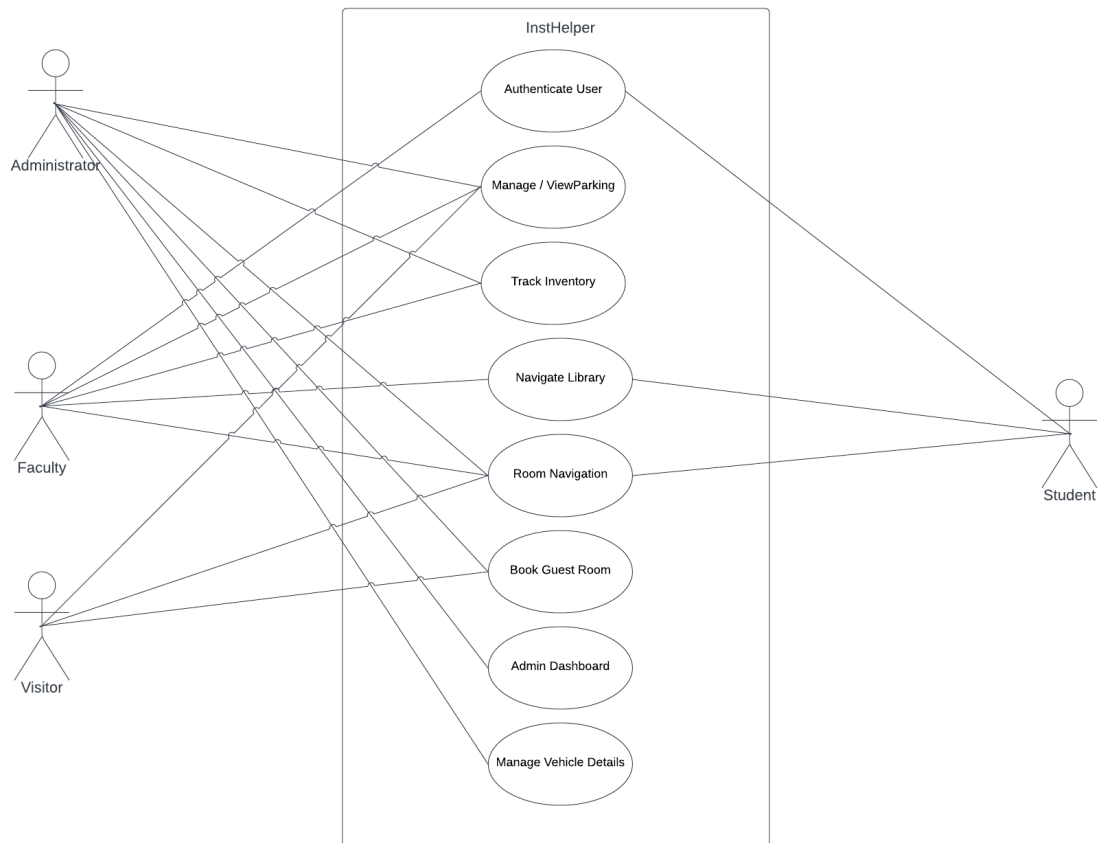 InstHelper
Authenticate User
Administrator
Manage / ViewParking
Track Inventory
Navigate Library
Faculty
Room Navigation
Student
Book Guest Room
Visitor
Admin Dashboard
Manage Vehicle Details